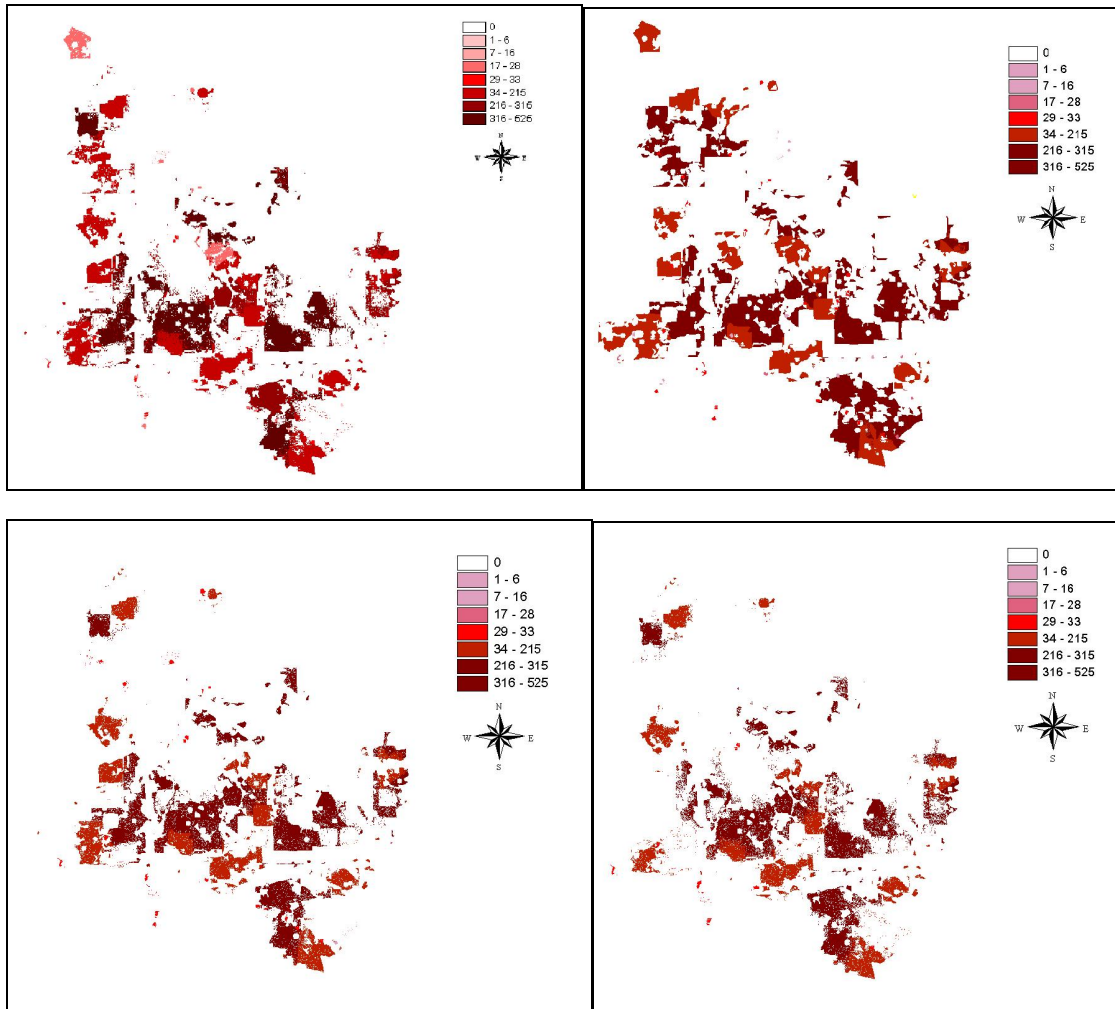 0
1 - 6
7 - 16
17 - 28
29 - 33
34 - 215
216 - 315
316 - 525
N
W E
S
0
1 - 6
7 - 16
17 - 28
29 - 33
34 - 215
216 - 315
316 - 525
N
W E
S
0
1 - 6
7 - 16
17 - 28
29 - 33
34 - 215
216 - 315
316 - 525
N
W E
S
0
1 - 6
7 - 16
17 - 28
29 - 33
34 - 215
216 - 315
316 - 525
N
W E
S